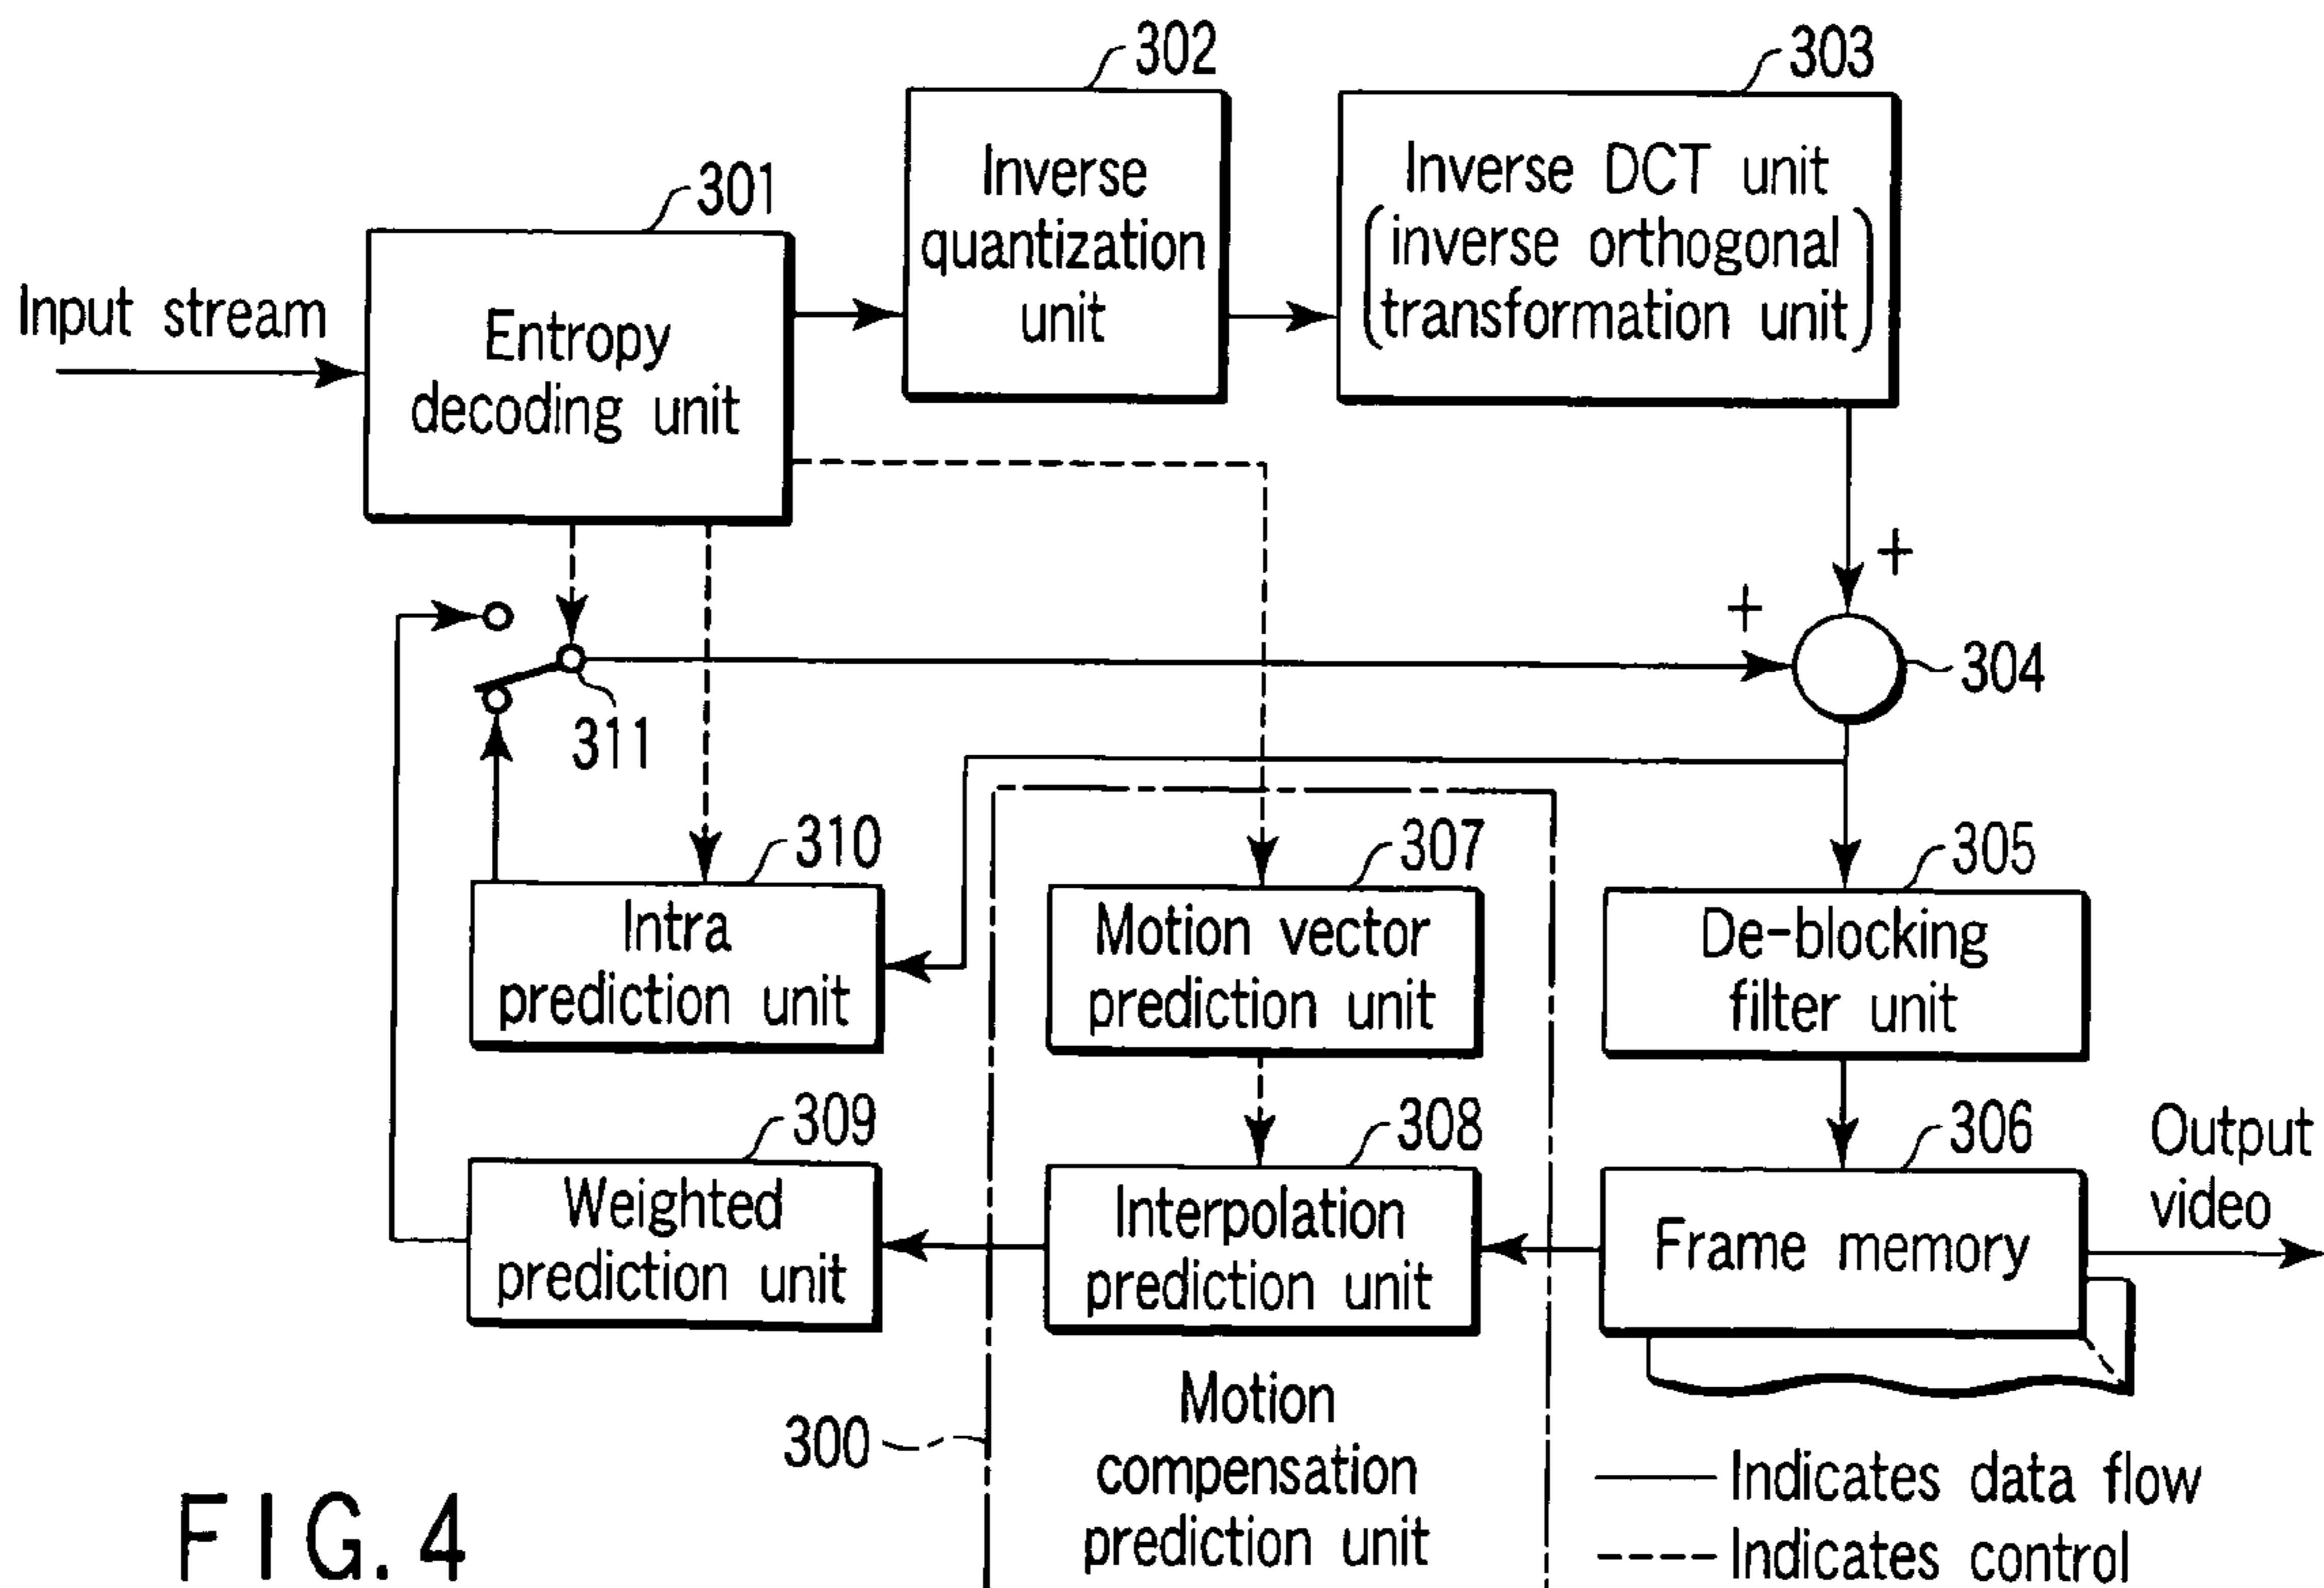 302
303
301
Inverse
quantization
unit
Inverse DCT unit
(inverse orthogonal
transformation unit)
Input stream
Entropy
decoding unit
+
+
304
311
310
307
305
Intra
prediction unit
Motion vector
prediction unit
De-blocking
filter unit
309
308
306
Output
video
Weighted
prediction unit
Interpolation
prediction unit
Frame memory
300
Motion
compensation
prediction unit
Indicates data flow
Indicates control
FIG. 4